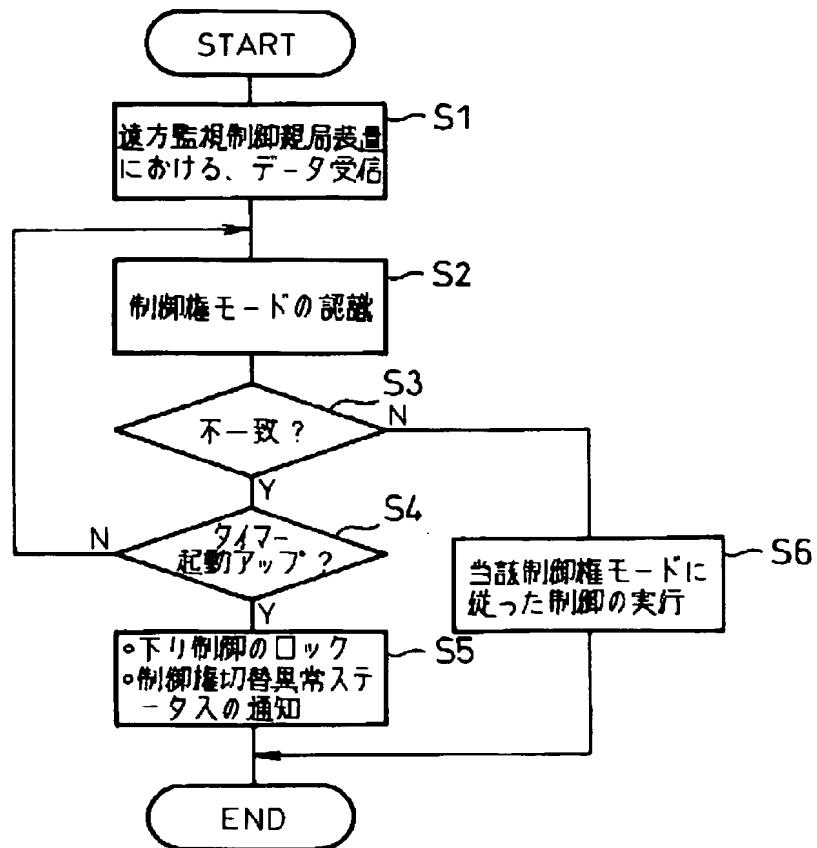 START
S1
遠方監視制御親局装置
における、データ受信
S2
制御権モードの認識
S3
不一致?
N
Y
S4
タイマー
起動アップ?
N
Y
S5
•下り制御のロック
•制御権切替異常ステ
ータスの通知
S6
当該制御権モードに
従った制御の実行
END